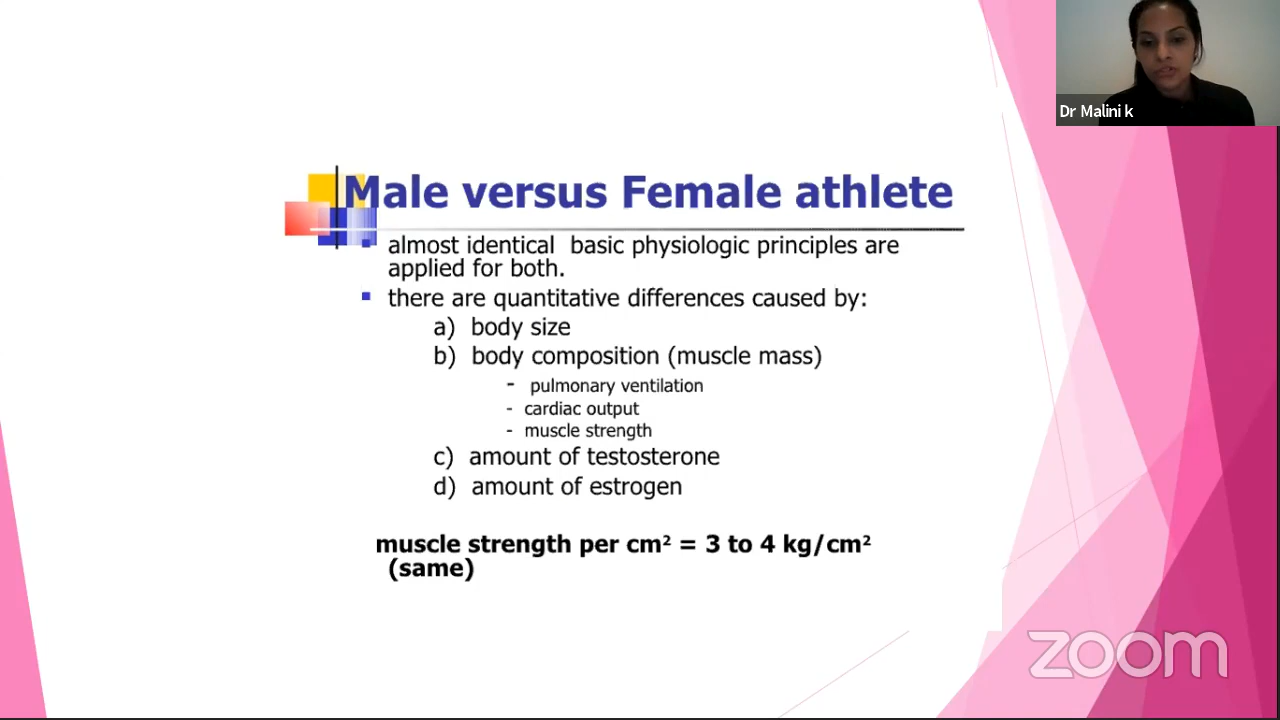 Dr Malini k
Male versus Female athlete
▪ almost identical basic physiologic principles are
applied for both.
▪ there are quantitative differences caused by:
a) body size
b) body composition (muscle mass)
- pulmonary ventilation
- cardiac output
- muscle strength
c) amount of testosterone
d) amount of estrogen
muscle strength per cm² = 3 to 4 kg/cm²
(same)
zoom